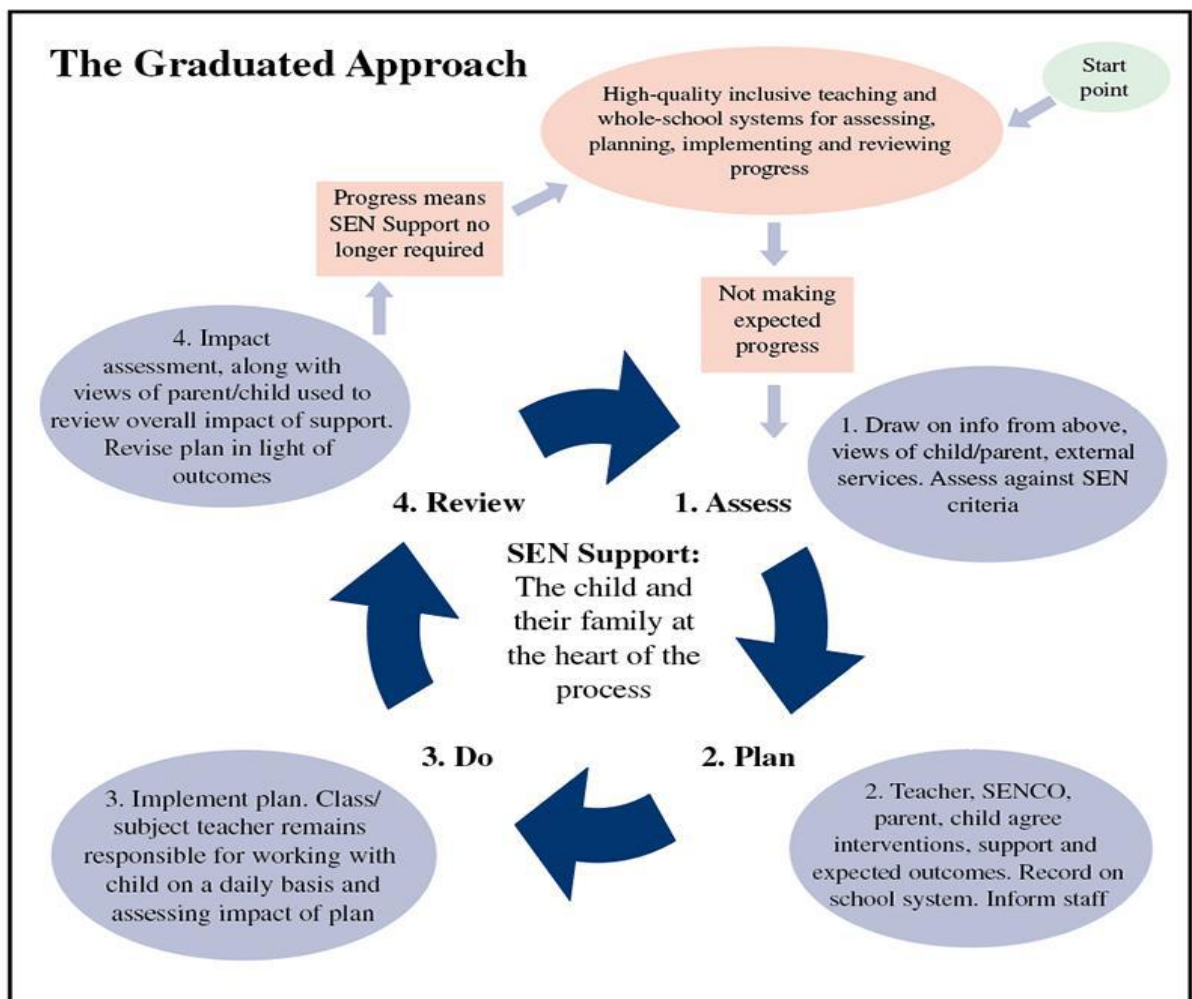 The Graduated Approach
Start
point
High-quality inclusive teaching and
whole-school systems for assessing,
planning, implementing and reviewing
progress
Progress means
SEN Support no
longer required
Not making
expected
progress
4. Impact
assessment, along with
views of parent/child used to
review overall impact of support.
Revise plan in light of
outcomes
1. Draw on info from above,
views of child/parent, external
services. Assess against SEN
criteria
4. Review
1. Assess
SEN Support:
The child and
their family at
the heart of the
process
3. Do
2. Plan
3. Implement plan. Class/
subject teacher remains
responsible for working with
child on a daily basis and
assessing impact of plan
2. Teacher, SENCO,
parent, child agree
interventions, support and
expected outcomes. Record on
school system. Inform staff